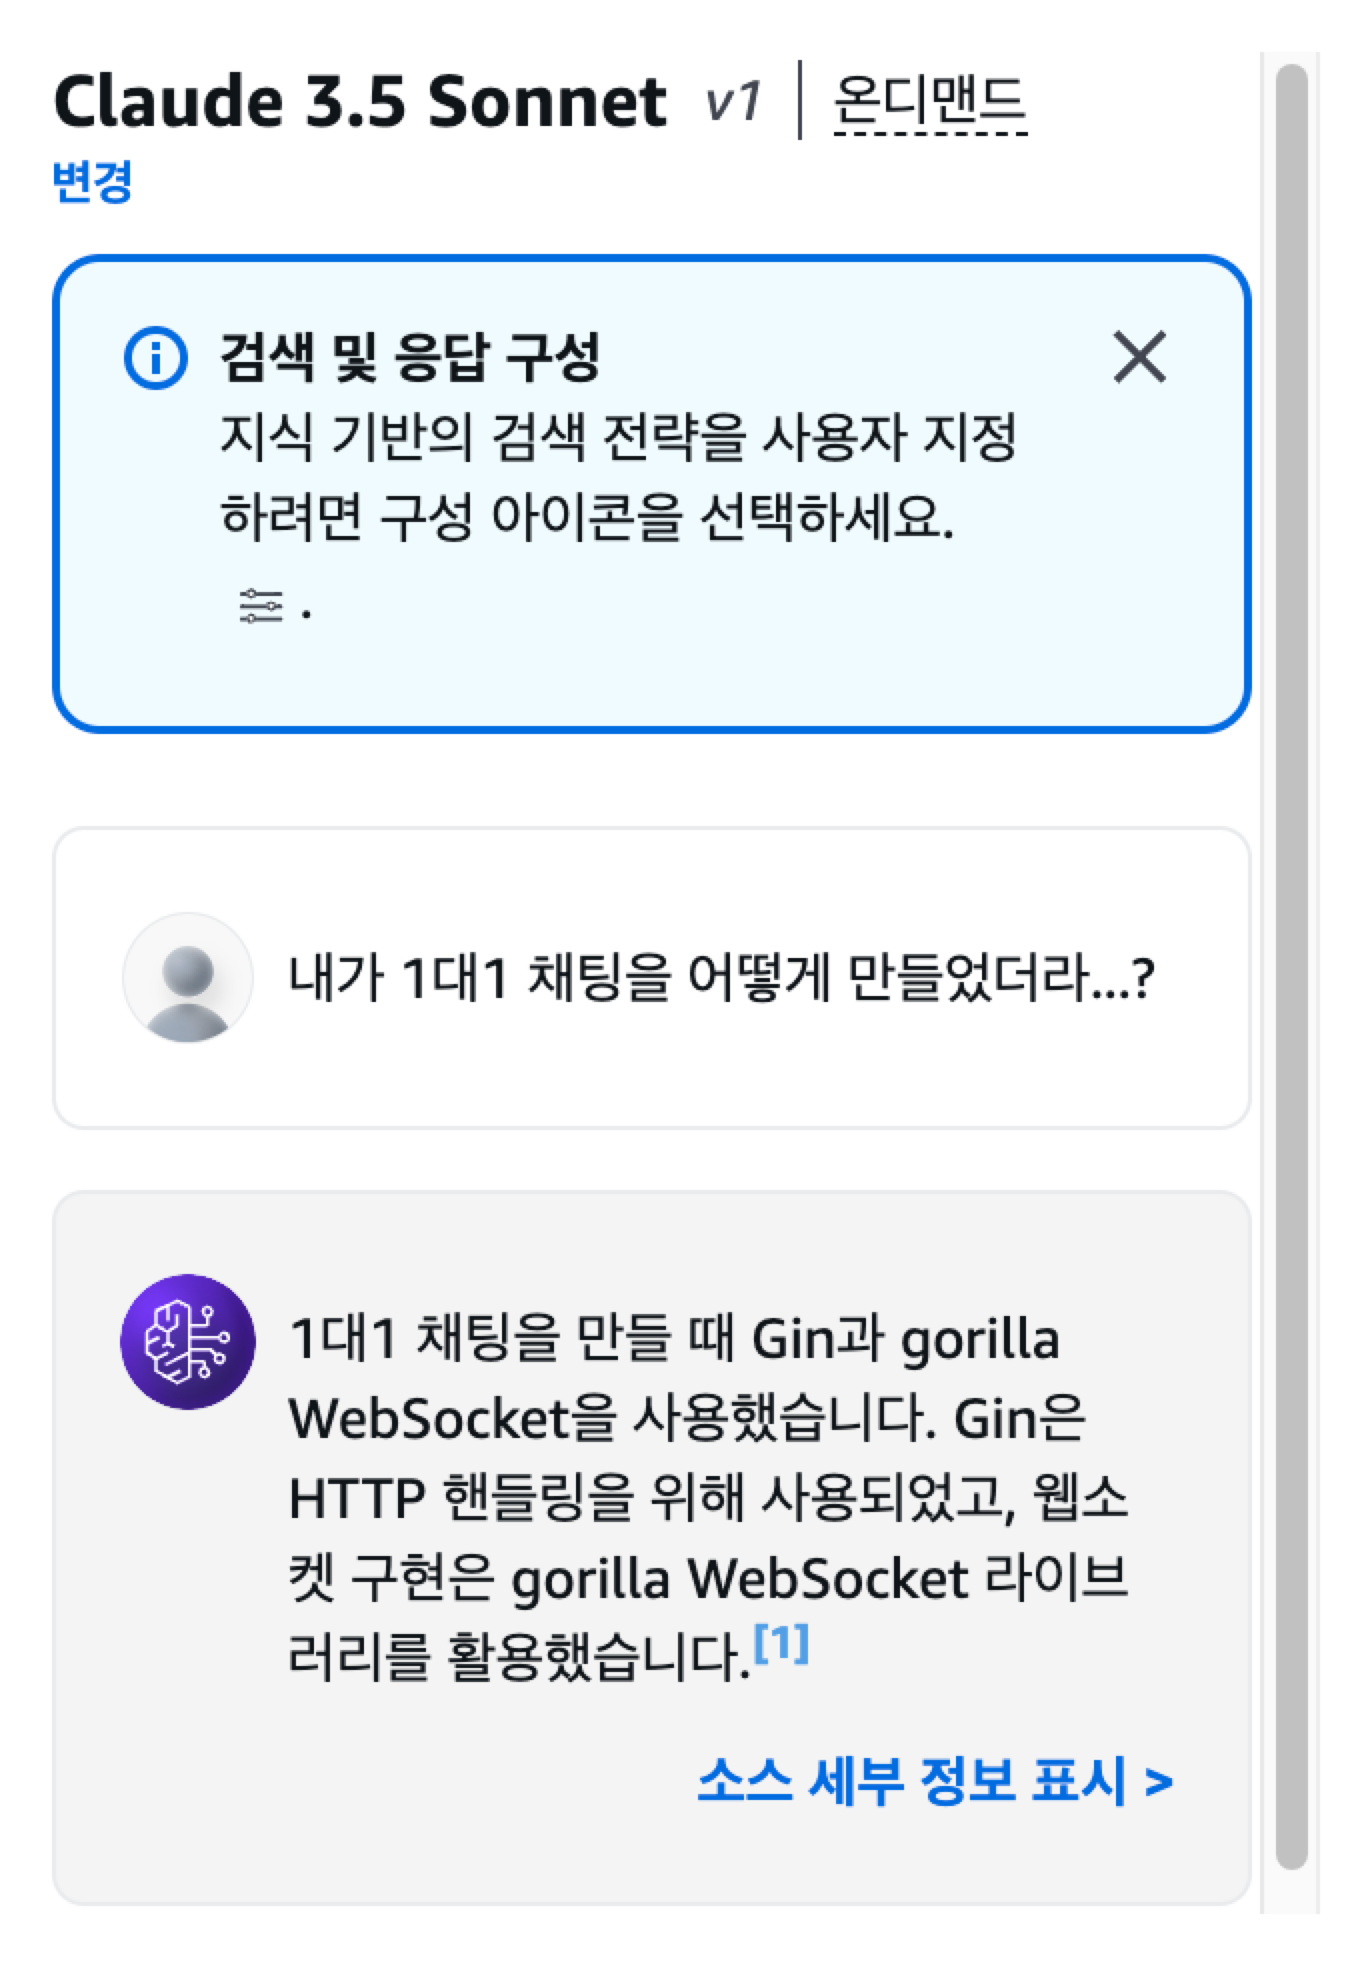 Claude 3.5 Sonnet v1 | 온디맨드
변경
검색 및 응답 구성
지식 기반의 검색 전략을 사용자 지정
하려면 구성 아이콘을 선택하세요.
.
내가 1대1 채팅을 어떻게 만들었더라...?
1대1 채팅을 만들 때 Gin과 gorilla
WebSocket을 사용했습니다. Gin은
HTTP 핸들링을 위해 사용되었고, 웹소
켓 구현은 gorilla WebSocket 라이브
러리를 활용했습니다.[1]
소스 세부 정보 표시 >